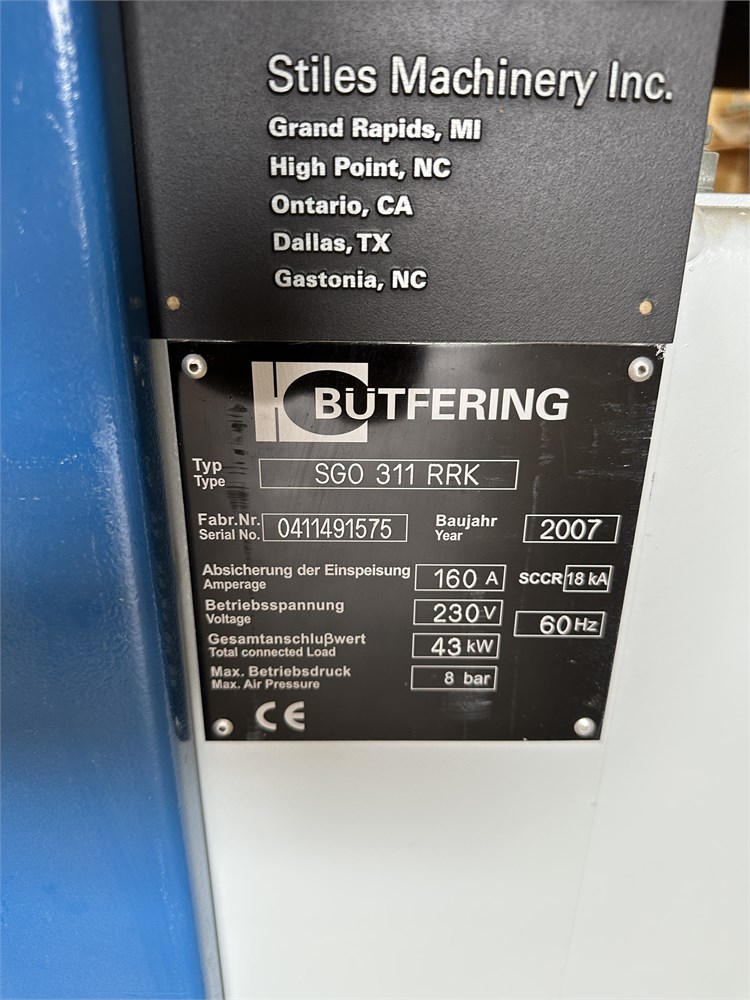 Stiles Machinery Inc.
Grand Rapids, MI
High Point, NC
Ontario, CA
Dallas, TX
Gastonia, NC
BÜTFERING
Typ
Type
SGO 311 RRK
Fabr.Nr.
Serial No.
0411491575
Baujahr
Year
2007
Absicherung der Einspeisung
Amperage
160 A
SCCR 18 kA
Betriebsspannung
Voltage
230 V
60 Hz
Gesamtanschlußwert
Total connected Load
43 kW
Max. Betriebsdruck
Max. Air Pressure
8 bar
CE